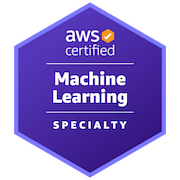 aws
certified
Machine
Learning
SPECIALTY